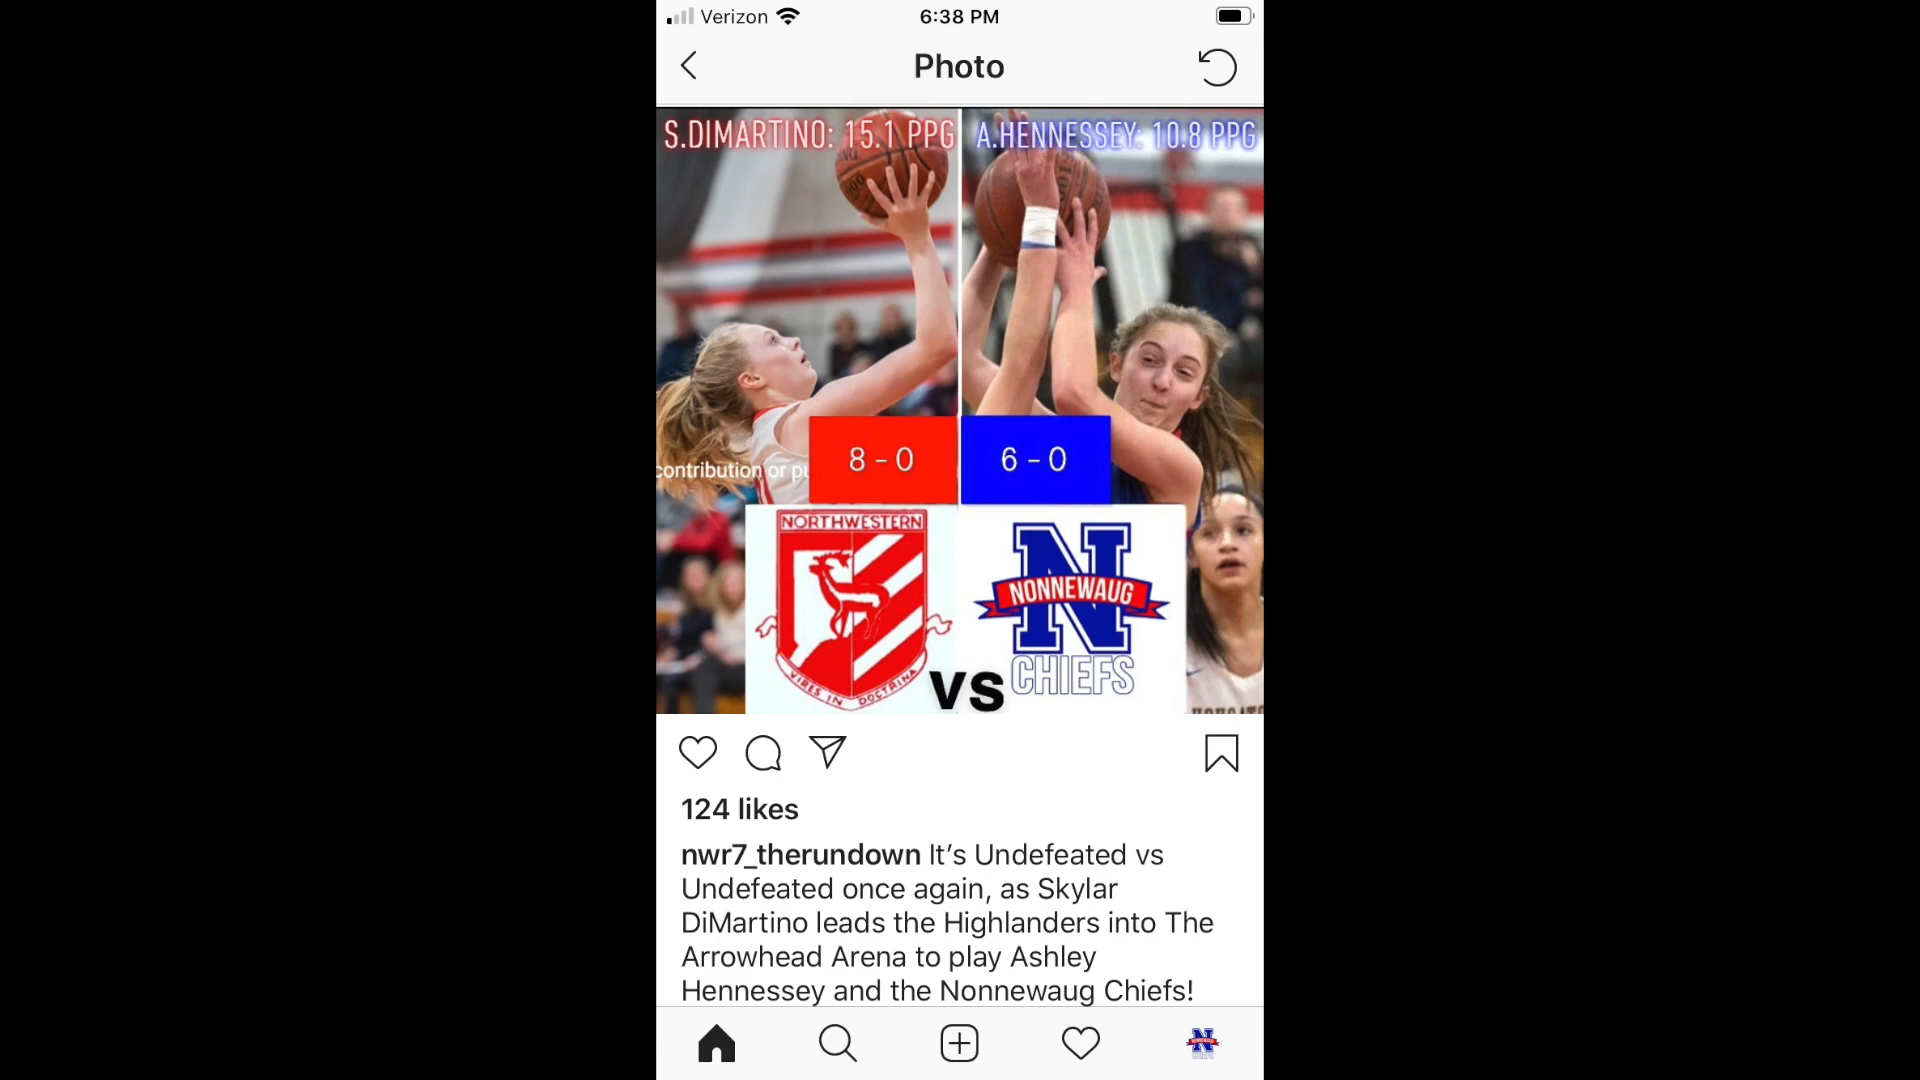 Verizon 6:38 PM
Photo
S.DIMARTINO: 15.1 PPG
A.HENNESSEY: 10.8 PPG
8 - 0
6 - 0
contribution or
NORTHWESTERN
VIRES IN DOCTRINA
N
NONNEWAUG
CHIEFS
VS
124 likes
nwr7_therundown It’s Undefeated vs
Undefeated once again, as Skylar
DiMartino leads the Highlanders into The
Arrowhead Arena to play Ashley
Hennessey and the Nonnewaug Chiefs!